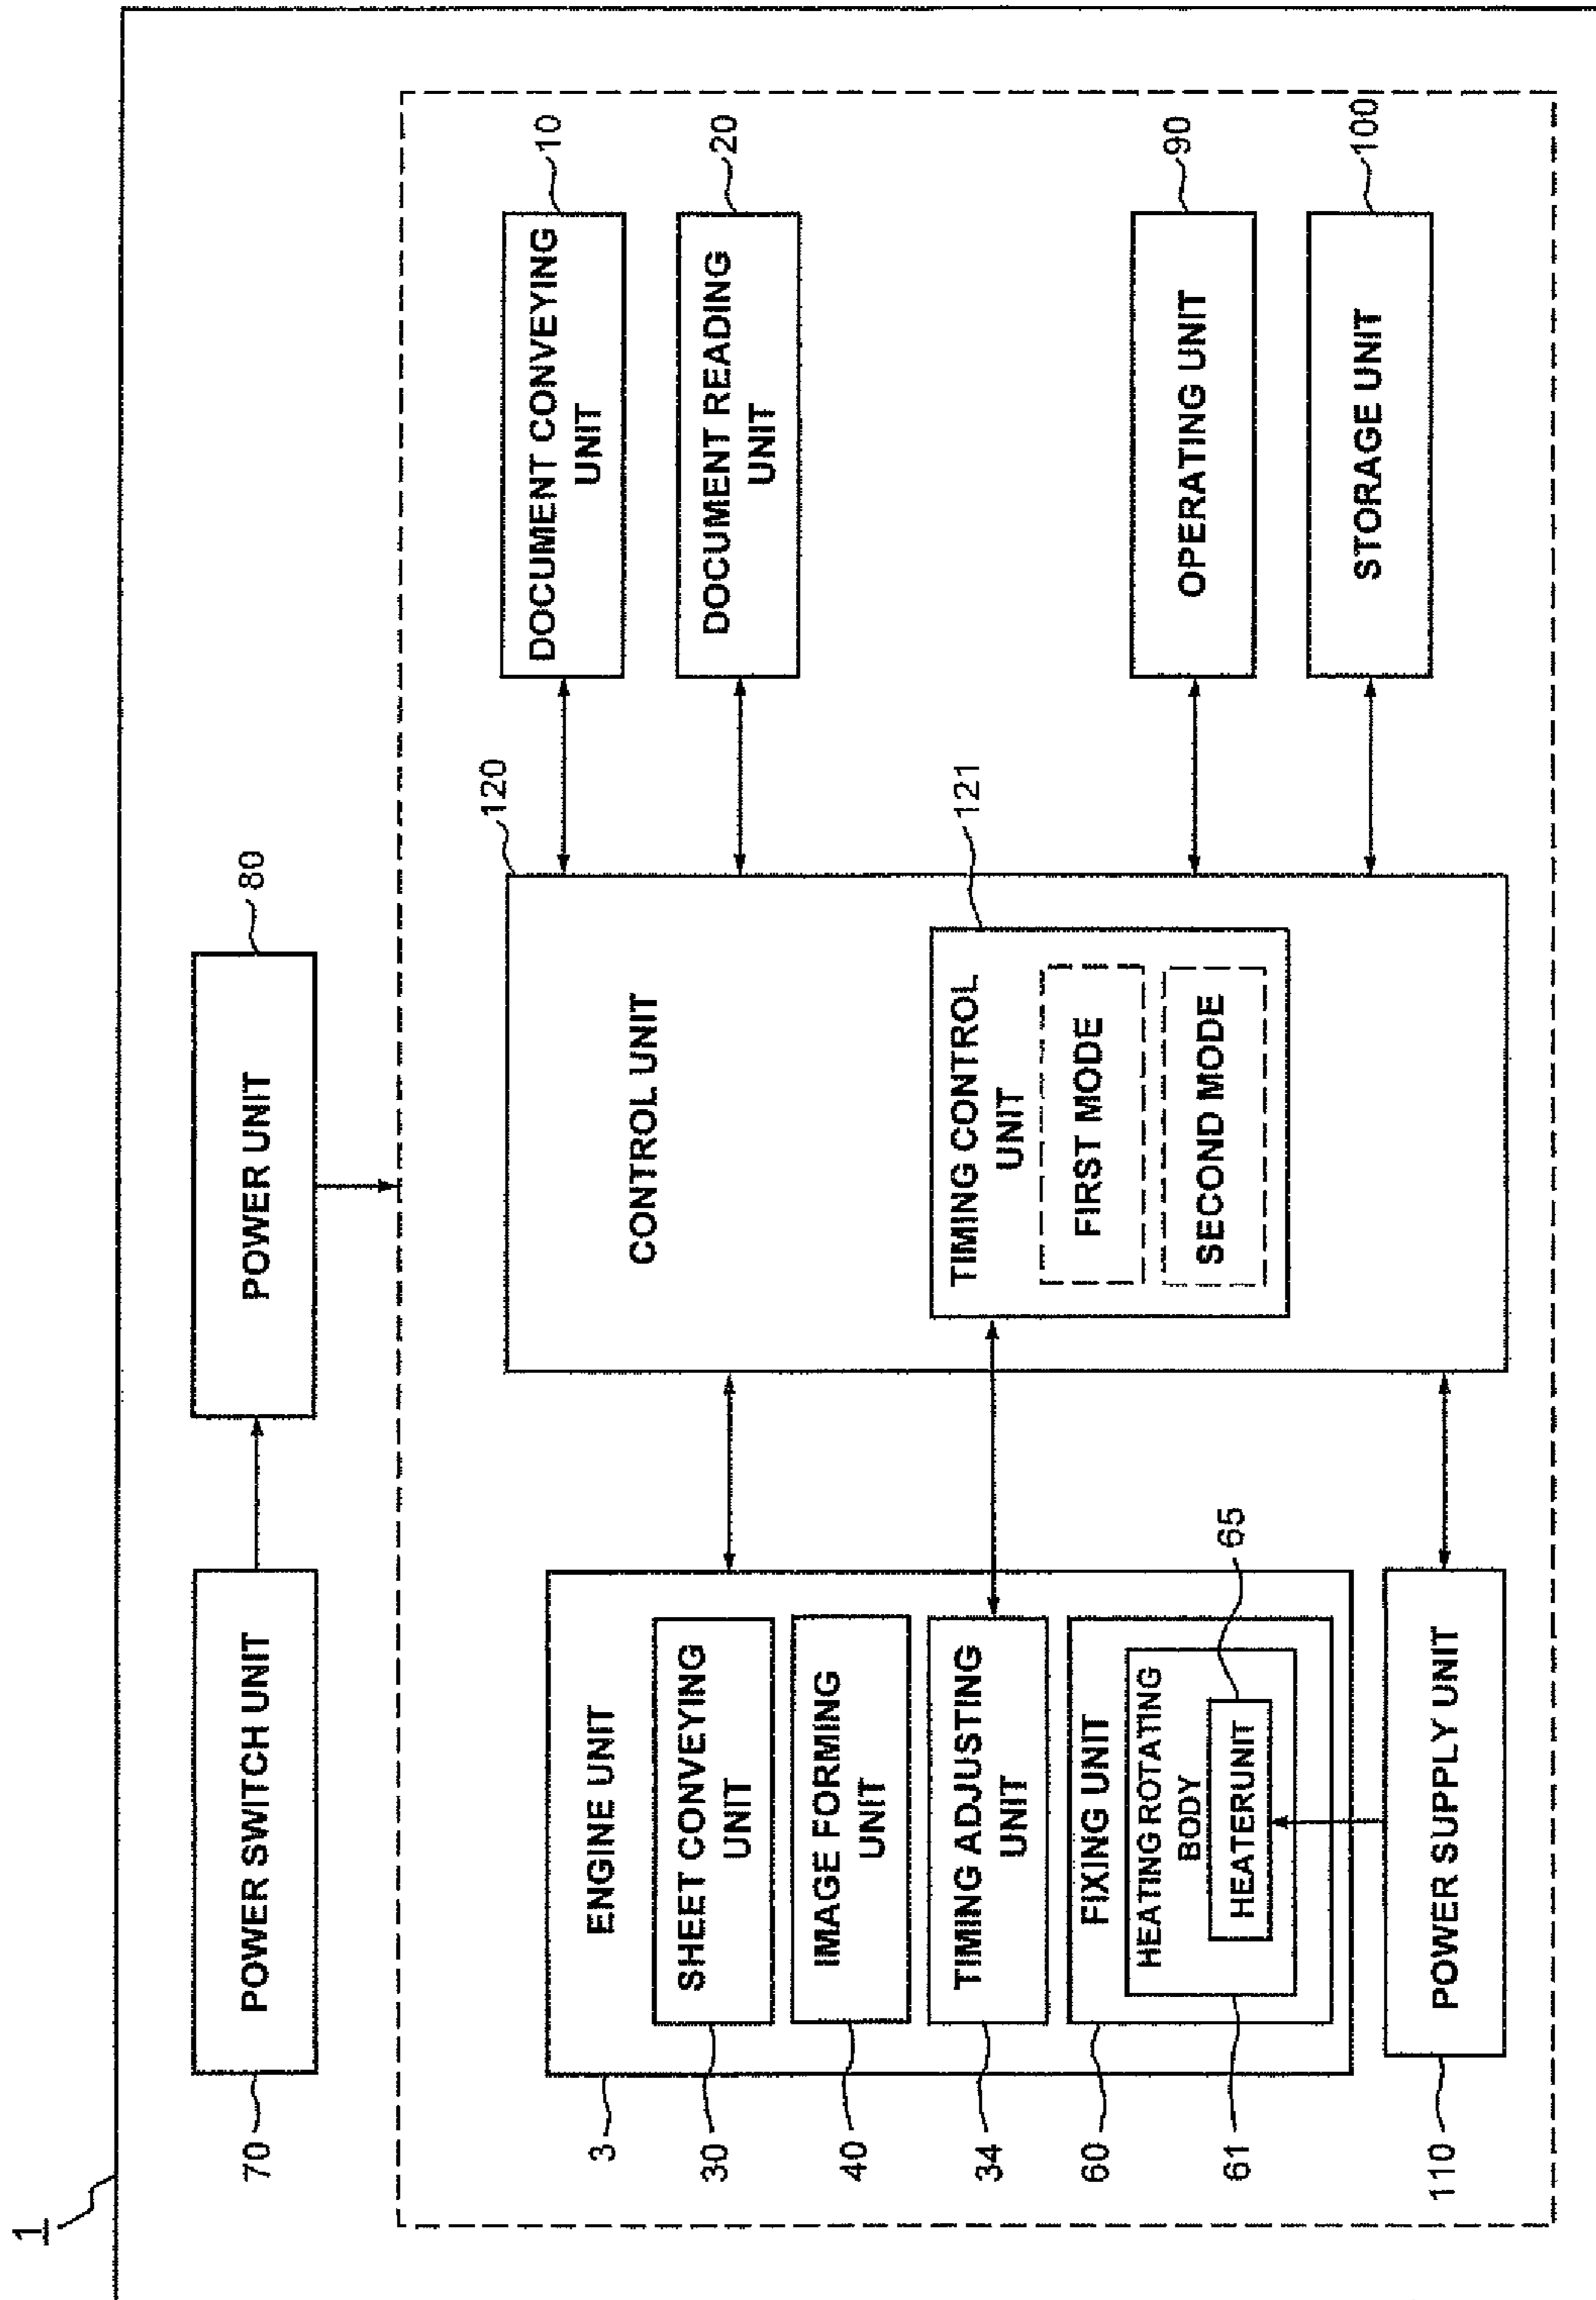 1
70
POWER SWITCH UNIT
POWER UNIT
80
3
ENGINE UNIT
30
SHEET CONVEYING
UNIT
40
IMAGE FORMING
UNIT
34
TIMING ADJUSTING
UNIT
60
FIXING UNIT
61
HEATING ROTATING
BODY
HEATERUNIT
65
110
POWER SUPPLY UNIT
120
CONTROL UNIT
121
TIMING CONTROL
UNIT
FIRST MODE
SECOND MODE
DOCUMENT CONVEYING
UNIT
10
DOCUMENT READING
UNIT
20
OPERATING UNIT
90
STORAGE UNIT
100